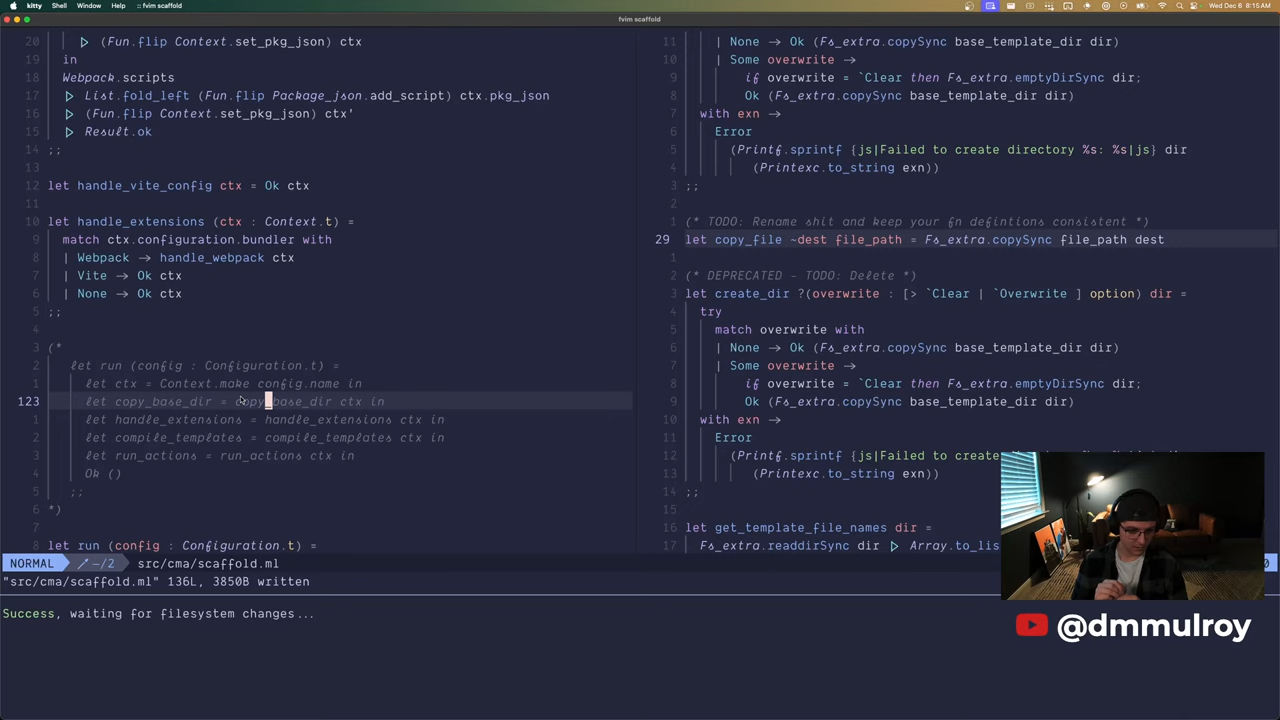 kitty Shell Window Help :: fvim scaffold Wed Dec 6 8:15 AM
fvim scaffold
20 ▷ (Fun.flip Context.set_pkg_json) ctx
19 in
18 Webpack.scripts
17 ▷ List.fold_left (Fun.flip Package_json.add_script) ctx.pkg_json
16 ▷ (Fun.flip Context.set_pkg_json) ctx'
15 ▷ Result.ok
14 ;;
13
12 let handle_vite_config ctx = Ok ctx
11
10 let handle_extensions (ctx : Context.t) =
9 match ctx.configuration.bundler with
8 | Webpack → handle_webpack ctx
7 | Vite → Ok ctx
6 | None → Ok ctx
5 ;;
4
3 (*
2 let run (config : Configuration.t) =
1 let ctx = Context.make config.name in
123 let copy_base_dir = copy_base_dir ctx in
1 let handle_extensions = handle_extensions ctx in
2 let compile_templates = compile_templates ctx in
3 let run_actions = run_actions ctx in
4 Ok ()
5 ;;
6 *)
7
8 let run (config : Configuration.t) =
11 | None → Ok (Fs_extra.copySync base_template_dir dir)
10 | Some overwrite →
9 if overwrite = `Clear then Fs_extra.emptyDirSync dir;
8 Ok (Fs_extra.copySync base_template_dir dir)
7 with exn →
6 Error
5 (Printf.sprintf {js|Failed to create directory %s: %s|js} dir
4 (Printexc.to_string exn))
3 ;;
2
1 (* TODO: Rename shit and keep your fn defintions consistent *)
29 let copy_file ~dest file_path = Fs_extra.copySync file_path dest
1
2 (* DEPRECATED - TODO: Delete *)
3 let create_dir ?(overwrite : [> `Clear | `Overwrite ] option) dir =
4 try
5 match overwrite with
6 | None → Ok (Fs_extra.copySync base_template_dir dir)
7 | Some overwrite →
8 if overwrite = `Clear then Fs_extra.emptyDirSync dir;
9 Ok (Fs_extra.copySync base_template_dir dir)
10 with exn →
11 Error
12 (Printf.sprintf {js|Failed to create
13 (Printexc.to_string exn))
14 ;;
15
16 let get_template_file_names dir =
17 Fs_extra.readdirSync dir ▷ Array.to_lis
NORMAL ~/2 src/cma/scaffold.ml
"src/cma/scaffold.ml" 136L, 3850B written
Success, waiting for filesystem changes...
@dmmulroy